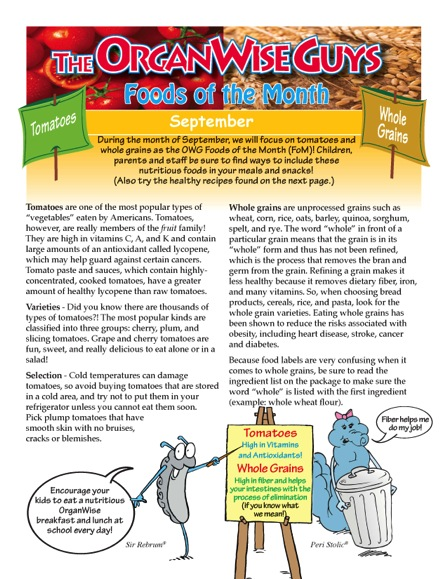 THE ORGANWISE GUYS
Foods of the Month
Tomatoes
Whole
Grains
September
During the month of September, we will focus on tomatoes and
whole grains as the OWG Foods of the Month (FoM)! Children,
parents and staff be sure to find ways to include these
nutritious foods in your meals and snacks!
(Also try the healthy recipes found on the next page.)
Tomatoes are one of the most popular types of
"vegetables" eaten by Americans. Tomatoes,
however, are really members of the fruit family!
They are high in vitamins C, A, and K and contain
large amounts of an antioxidant called lycopene,
which may help guard against certain cancers.
Tomato paste and sauces, which contain highly-
concentrated, cooked tomatoes, have a greater
amount of healthy lycopene than raw tomatoes.
Varieties - Did you know there are thousands of
types of tomatoes?! The most popular kinds are
classified into three groups: cherry, plum, and
slicing tomatoes. Grape and cherry tomatoes are
fun, sweet, and really delicious to eat alone or in a
salad!
Selection - Cold temperatures can damage
tomatoes, so avoid buying tomatoes that are stored
in a cold area, and try not to put them in your
refrigerator unless you cannot eat them soon.
Pick plump tomatoes that have
smooth skin with no bruises,
cracks or blemishes.
Whole grains are unprocessed grains such as
wheat, corn, rice, oats, barley, quinoa, sorghum,
spelt, and rye. The word "whole" in front of a
particular grain means that the grain is in its
"whole" form and thus has not been refined,
which is the process that removes the bran and
germ from the grain. Refining a grain makes it
less healthy because it removes dietary fiber, iron,
and many vitamins. So, when choosing bread
products, cereals, rice, and pasta, look for the
whole grain varieties. Eating whole grains has
been shown to reduce the risks associated with
obesity, including heart disease, stroke, cancer
and diabetes.
Because food labels are very confusing when it
comes to whole grains, be sure to read the
ingredient list on the package to make sure the
word "whole" is listed with the first ingredient
(example: whole wheat flour).
Encourage your
kids to eat a nutritious
OrganWise
breakfast and lunch at
school every day!
Sir Rebrum®
Tomatoes
High in Vitamins
and Antioxidants!
Whole Grains
High in fiber and helps
your intestines with the
process of elimination
(if you know what
we mean!)
Fiber helps me
do my job!
Peri Stolic®